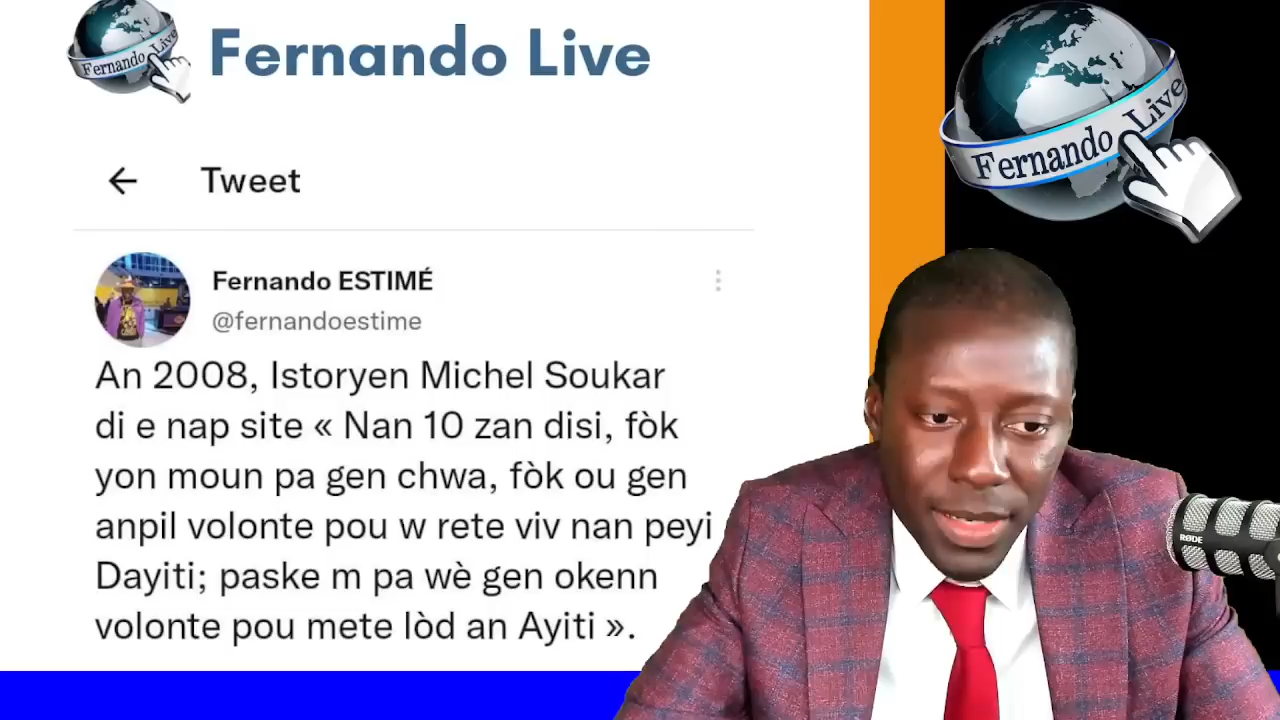 Fernando Live
Fernando Live
Tweet
Fernando ESTIMÉ
@fernandoestime
An 2008, Istoryen Michel Soukar
di e nap site « Nan 10 zan disi, fòk
yon moun pa gen chwa, fòk ou gen
anpil volonte pou w rete viv nan peyi
Dayiti; paske m pa wè gen okenn
volonte pou mete lòd an Ayiti ».
Fernando Live
RØDE